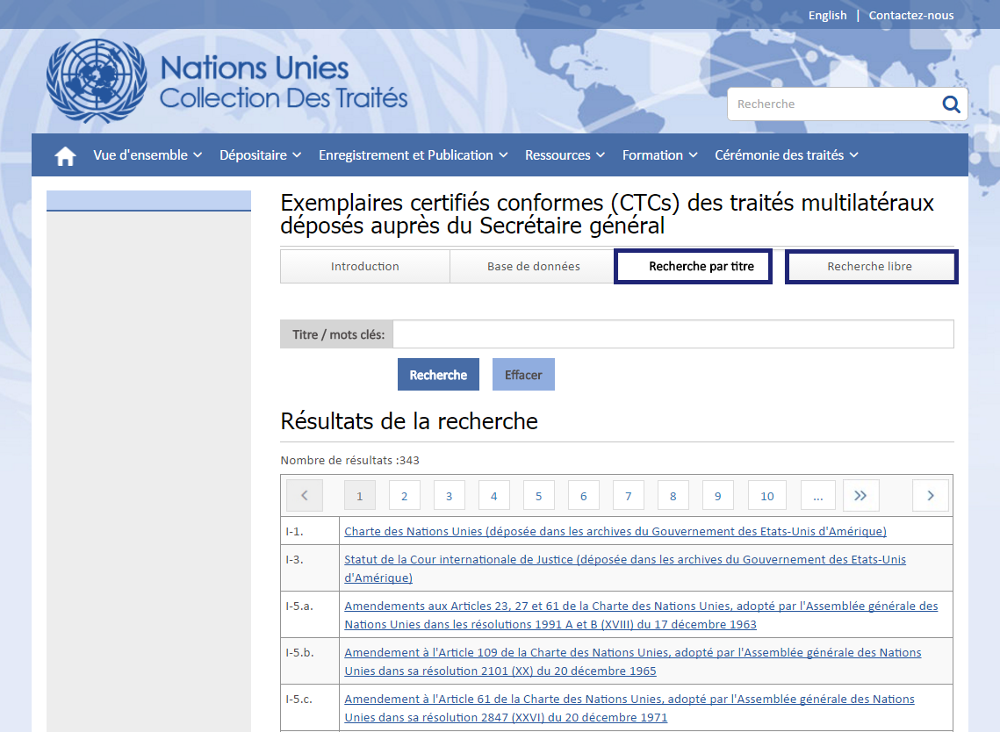 English | Contactez-nous
Nations Unies
Collection Des Traités
Recherche
Vue d'ensemble Dépositaire Enregistrement et Publication Ressources Formation Cérémonie des traités
Exemplaires certifiés conformes (CTCs) des traités multilatéraux
déposés auprès du Secrétaire général
Introduction Base de données Recherche par titre Recherche libre
Titre / mots clés:
Recherche Effacer
Résultats de la recherche
Nombre de résultats :343
< 1 2 3 4 5 6 7 8 9 10 ... >> >
I-1. Charte des Nations Unies (déposée dans les archives du Gouvernement des Etats-Unis d'Amérique)
I-3. Statut de la Cour internationale de Justice (déposée dans les archives du Gouvernement des Etats-Unis
d'Amérique)
I-5.a. Amendements aux Articles 23, 27 et 61 de la Charte des Nations Unies, adopté par l'Assemblée générale des
Nations Unies dans les résolutions 1991 A et B (XVIII) du 17 décembre 1963
I-5.b. Amendement à l'Article 109 de la Charte des Nations Unies, adopté par l'Assemblée générale des Nations
Unies dans sa résolution 2101 (XX) du 20 décembre 1965
I-5.c. Amendement à l'Article 61 de la Charte des Nations Unies, adopté par l'Assemblée générale des Nations
Unies dans sa résolution 2847 (XXVI) du 20 décembre 1971